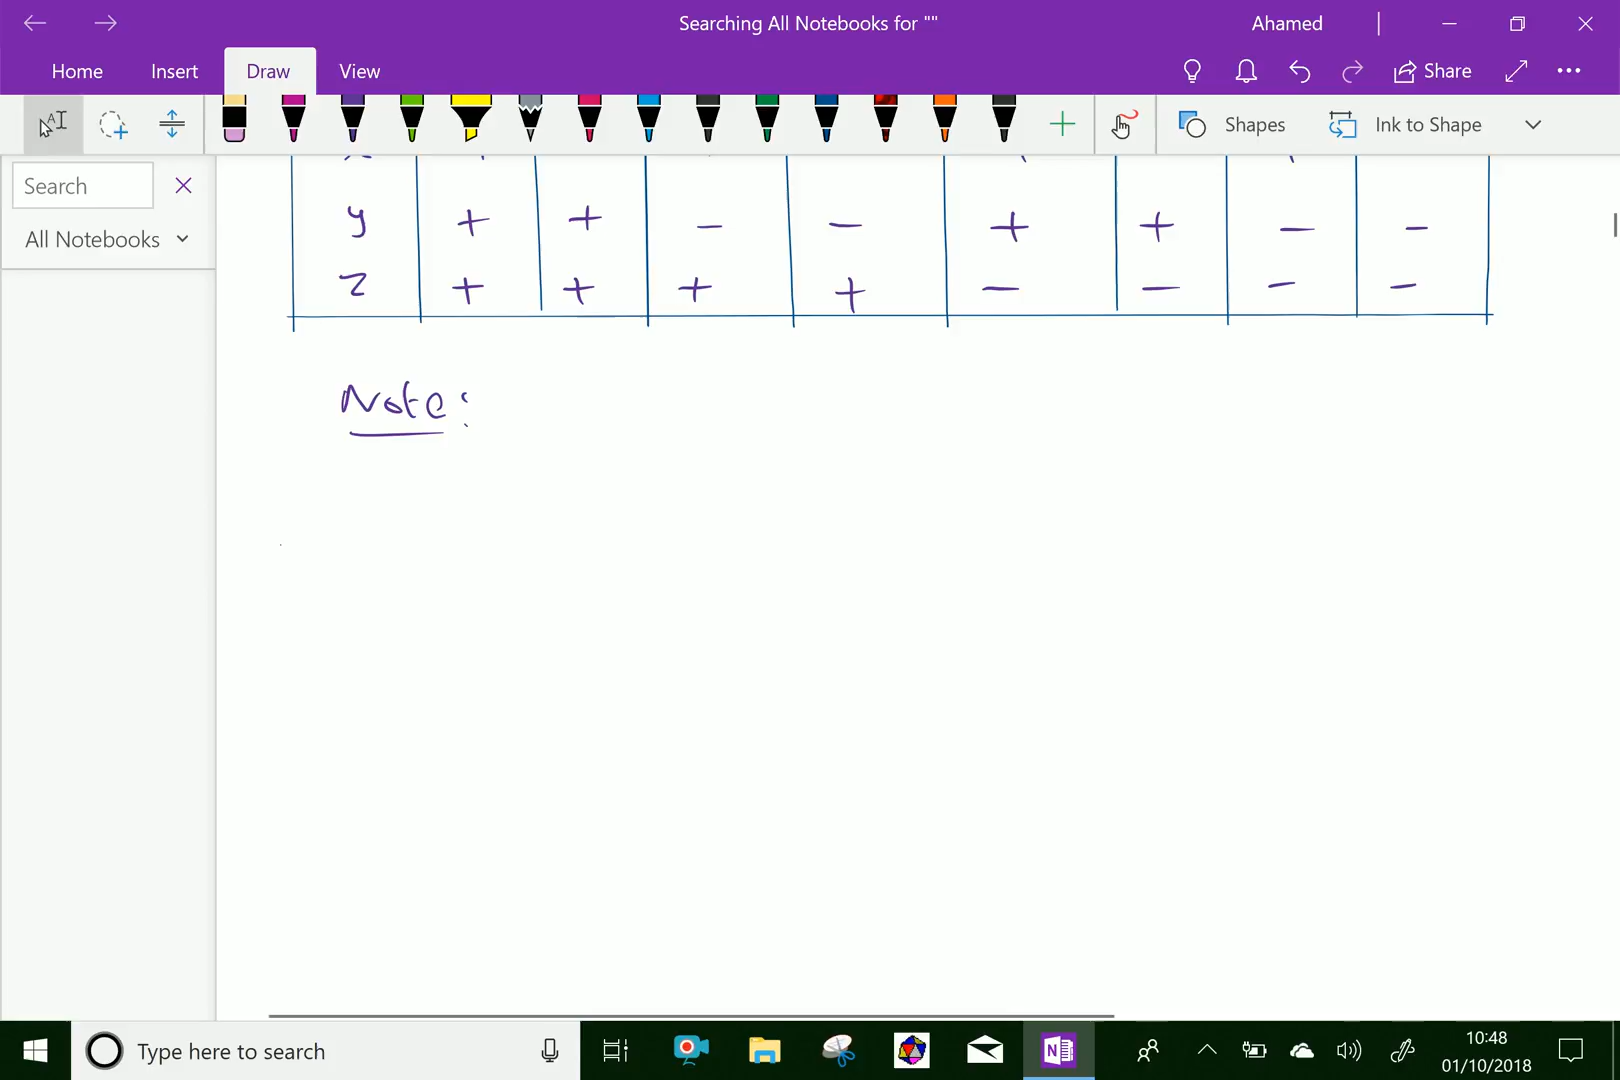 Searching All Notebooks for ""
Ahamed
Home Insert Draw View
Share
Shapes
Ink to Shape
Search
All Notebooks
y + + - - + + - -
z + + + + - - - -
Note:
Type here to search
10:48
01/10/2018